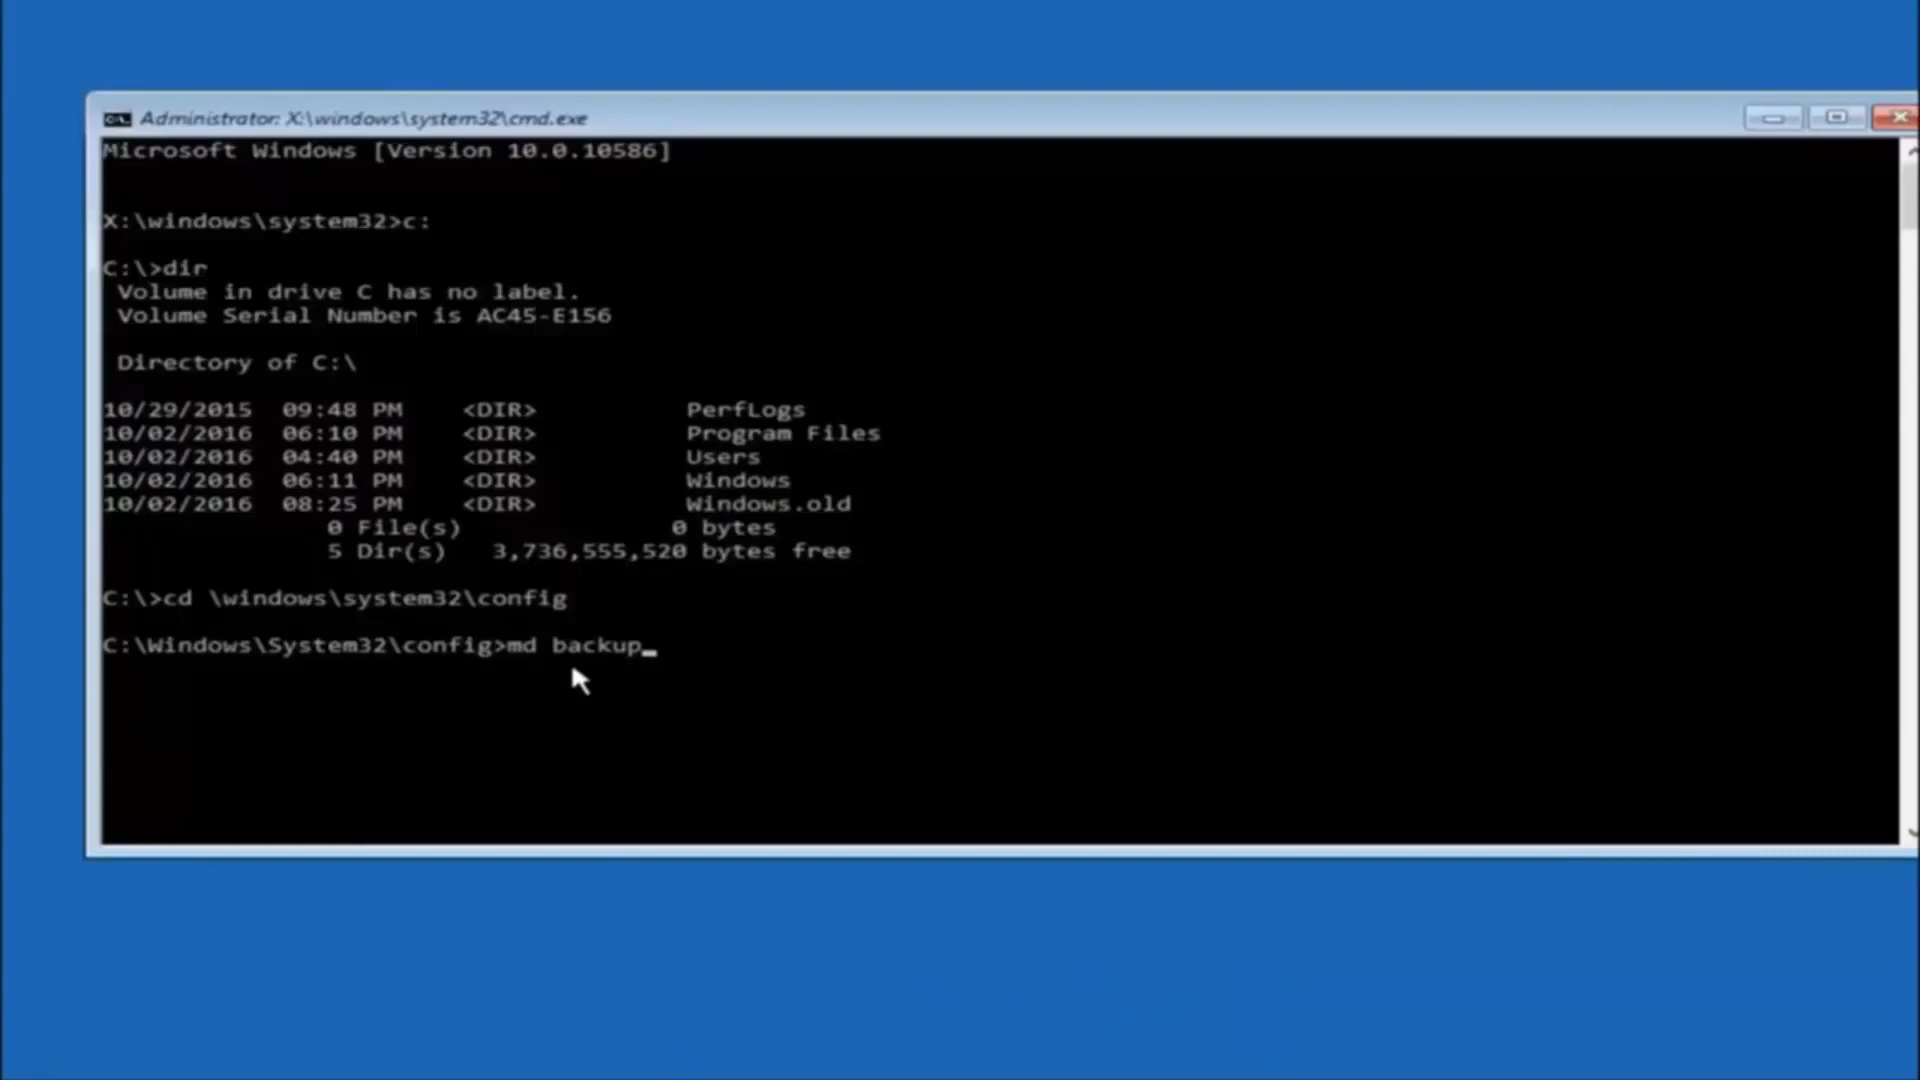 Administrator: X:\windows\system32\cmd.exe
Microsoft Windows [Version 10.0.10586]
X:\windows\system32>c:
C:\>dir
Volume in drive C has no label.
Volume Serial Number is AC45-E156
Directory of C:\
10/29/2015  09:48 PM    <DIR>          PerfLogs
10/02/2016  06:10 PM    <DIR>          Program Files
10/02/2016  04:40 PM    <DIR>          Users
10/02/2016  06:11 PM    <DIR>          Windows
10/02/2016  08:25 PM    <DIR>          Windows.old
0 File(s)              0 bytes
5 Dir(s)   3,736,555,520 bytes free
C:\>cd \windows\system32\config
C:\Windows\System32\config>md backup_